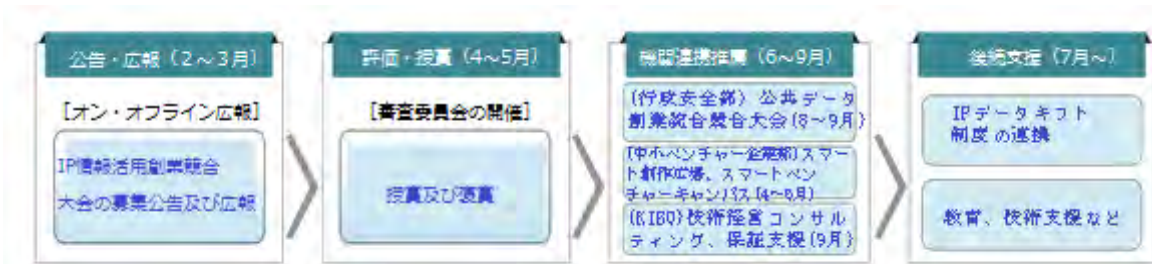 公告・広報（2～3月）
[オン・オフライン広報]
IP情報活用創業競合
大会の募集公告及び広報
評価・授賞（4～5月）
[審査委員会の開催]
授賞及び褒賞
機関連携推薦（6～9月）
(行政安全部) 公共データ
創業統合競合大会(8～9月)
(中小ベンチャー企業部)スマー
ト創作広場、スマートベン
チャーキャンパス(4～8月)
(KIBO)技術経営コンサル
ティング、保証支援(9月)
後続支援（7月～）
IPデータギフト
制度の連携
教育、技術支援など